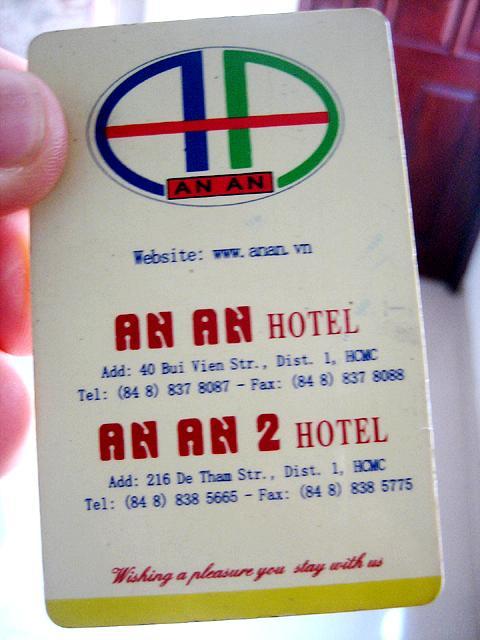 AN AN
Website: www.anan.vn
AN AN HOTEL
Add: 40 Bui Vien Str., Dist. 1, HCMC
Tel: (84 8) 837 8087 - Fax: (84 8) 837 8088
AN AN 2 HOTEL
Add: 216 De Tham Str., Dist. 1, HCMC
Tel: (84 8) 838 5665 - Fax: (84 8) 838 5775
Wishing a pleasure you stay with us